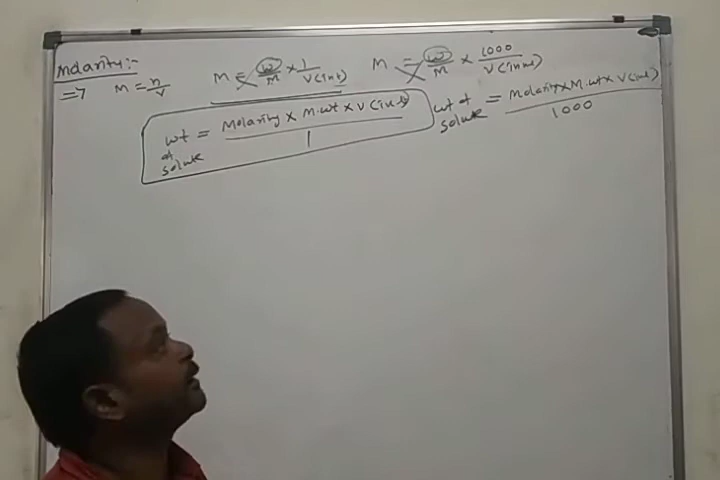 Molarity:-
=> M = n/V
M = w/M × 1/V(in L)
M = w/M × 1000/V(in mL)
wt of solute = Molarity × M.wt × V(in L) / 1
wt of solute = Molarity × M.wt × V(in mL) / 1000